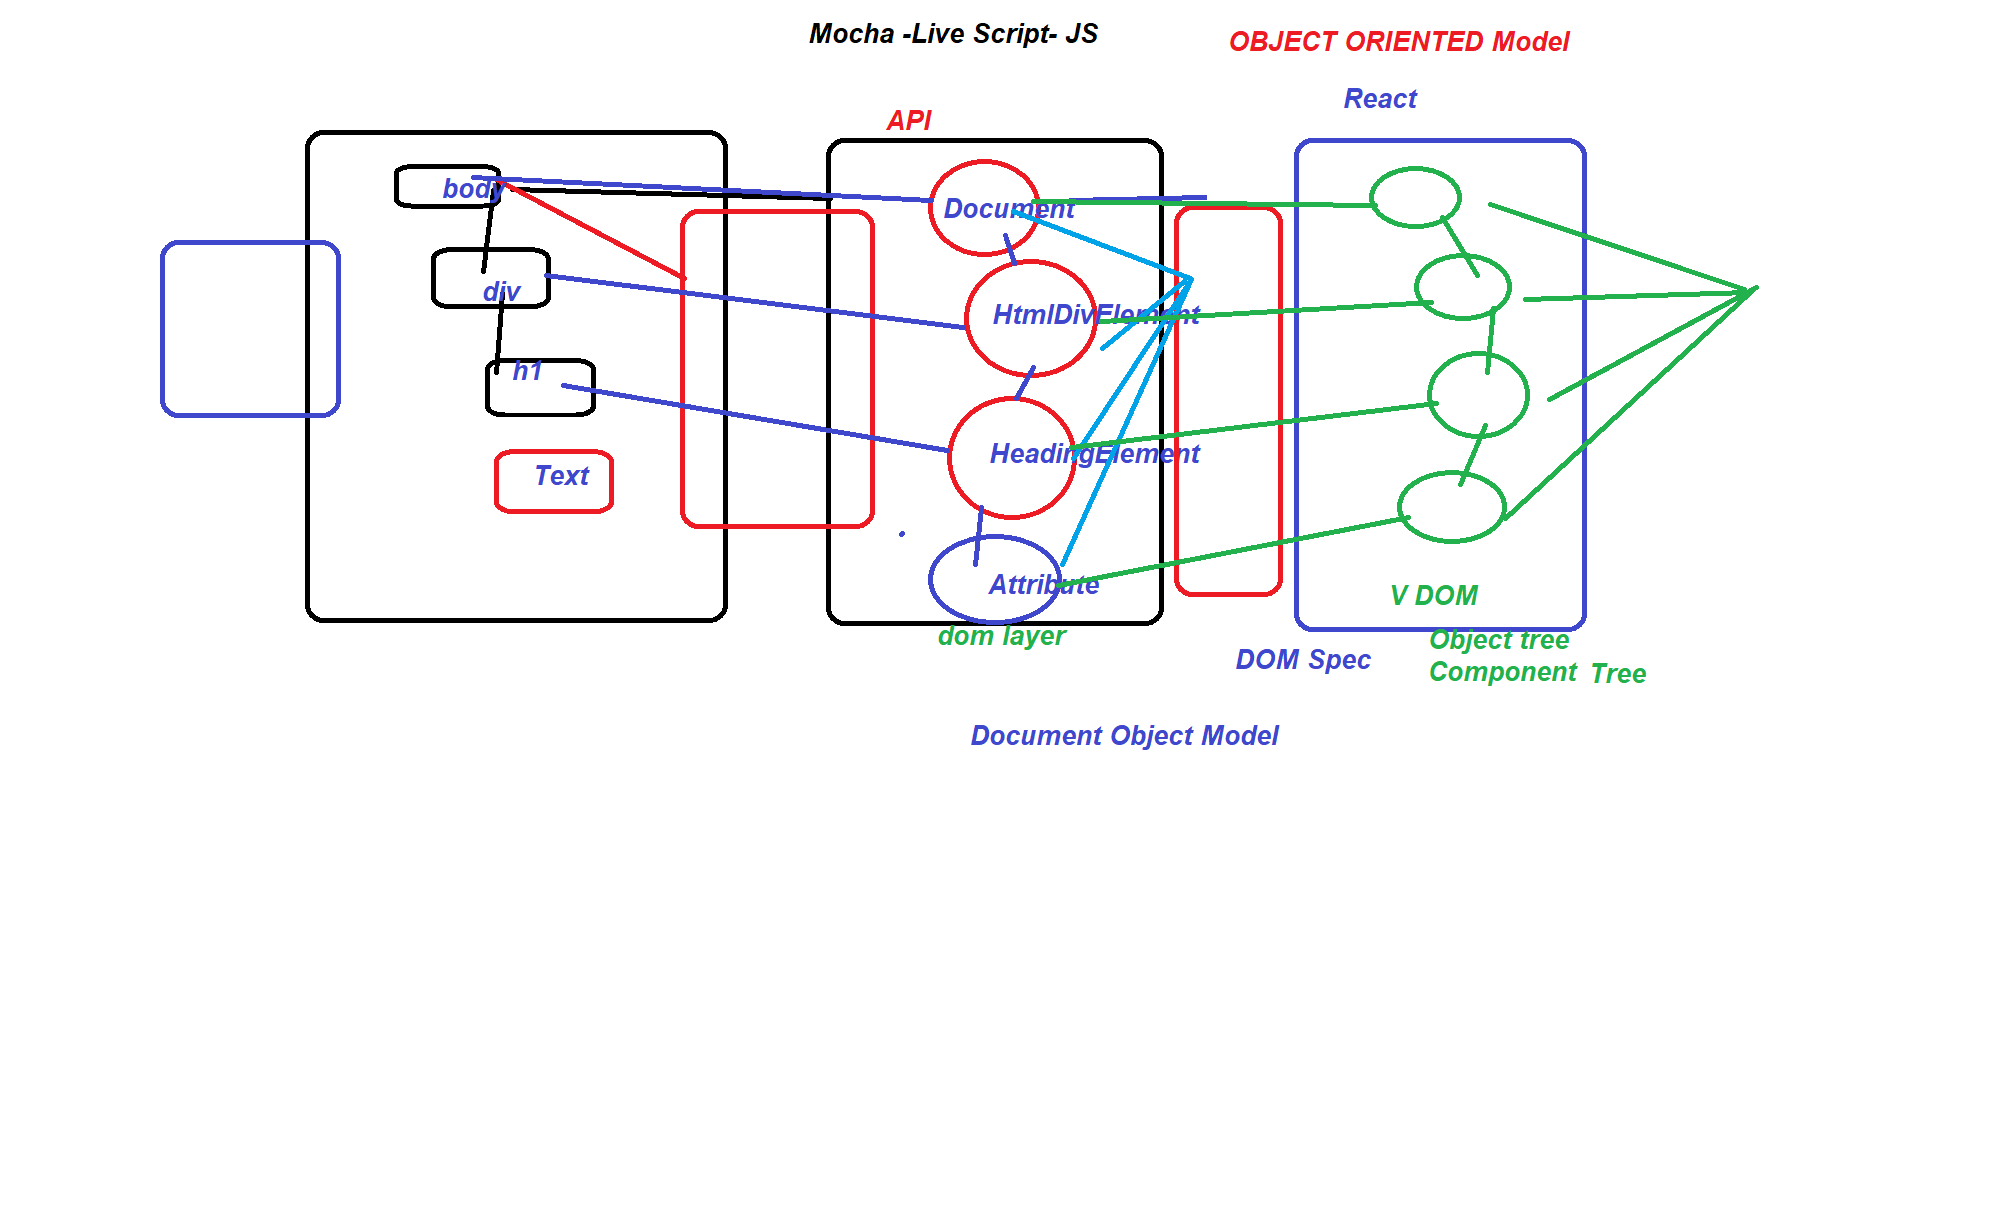 Mocha -Live Script- JS
OBJECT ORIENTED Model
React
API
body
Document
div
HtmlDivElement
h1
HeadingElement
Text
Attribute
V DOM
dom layer
Object tree
DOM Spec
Component Tree
Document Object Model